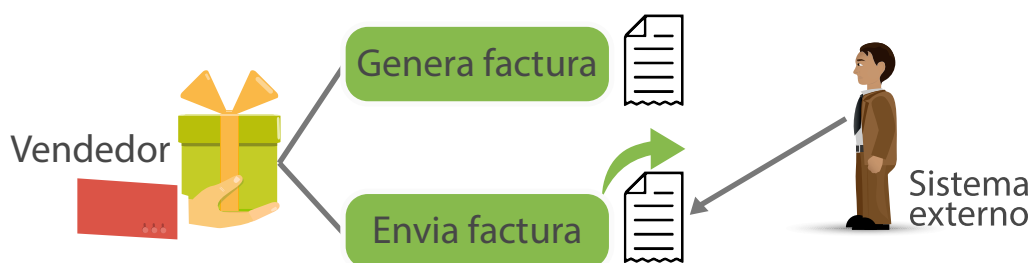 Genera factura
Vendedor
Envia factura
Sistema
externo